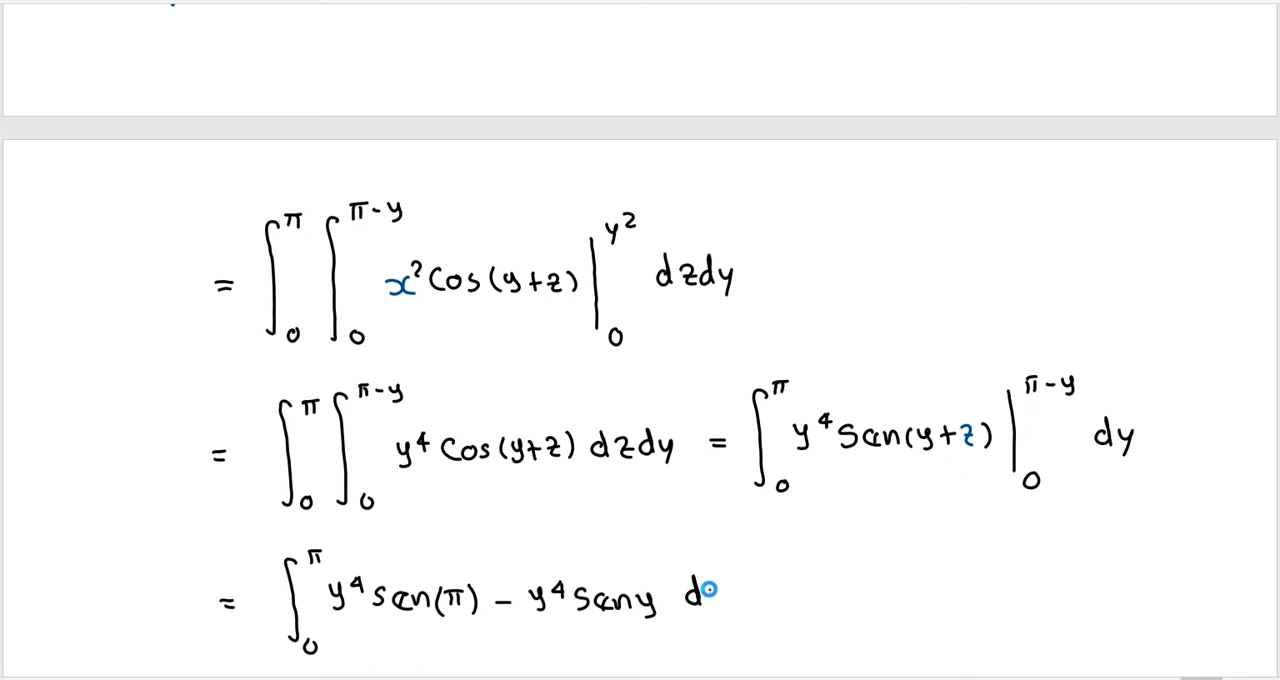 = ∫₀^π ∫₀^(π-y) x² Cos(y+z) |₀^(y²) dzdy
= ∫₀^π ∫₀^(π-y) y⁴ Cos(y+z) dzdy = ∫₀^π y⁴ Sen(y+z) |₀^(π-y) dy
= ∫₀^π y⁴ sen(π) - y⁴ seny d